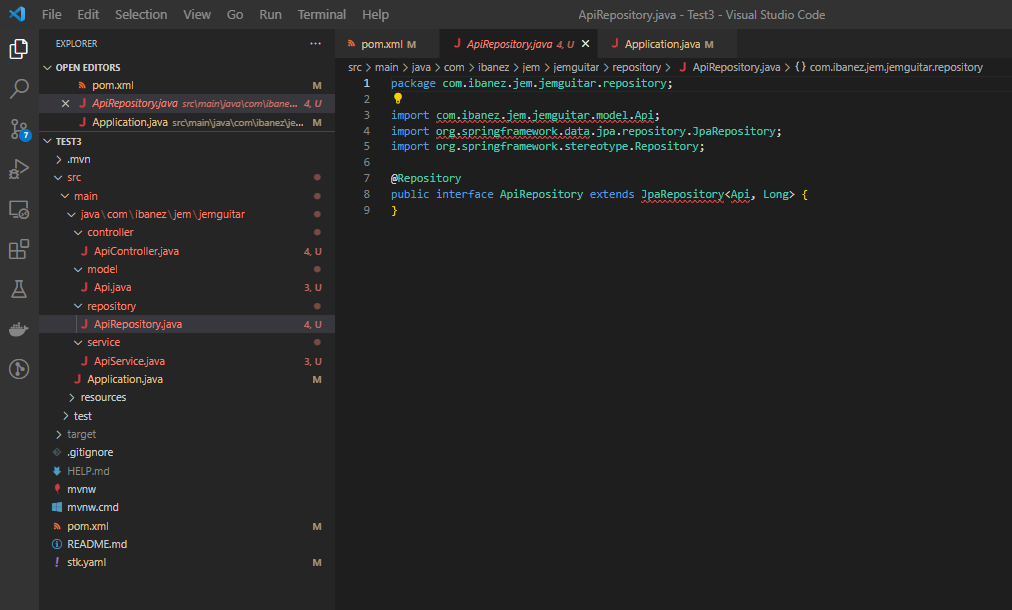 File Edit Selection View Go Run Terminal Help ApiRepository.java - Test3 - Visual Studio Code
EXPLORER ...
OPEN EDITORS
pom.xml M
ApiRepository.java src\main\java\com\ibane... 4, U
Application.java src\main\java\com\ibanez\je... M
TEST3
.mvn
src
main
java\com\ibanez\jem\jemguitar
controller
ApiController.java 4, U
model
Api.java 3, U
repository
ApiRepository.java 4, U
service
ApiService.java 3, U
Application.java M
resources
test
target
.gitignore
HELP.md
mvnw
mvnw.cmd
pom.xml M
README.md
stk.yaml M
7
pom.xml M ApiRepository.java 4, U Application.java M
src > main > java > com > ibanez > jem > jemguitar > repository > J ApiRepository.java > {} com.ibanez.jem.jemguitar.repository
1 package com.ibanez.jem.jemguitar.repository;
2
3 import com.ibanez.jem.jemguitar.model.Api;
4 import org.springframework.data.jpa.repository.JpaRepository;
5 import org.springframework.stereotype.Repository;
6
7 @Repository
8 public interface ApiRepository extends JpaRepository<Api, Long> {
9 }